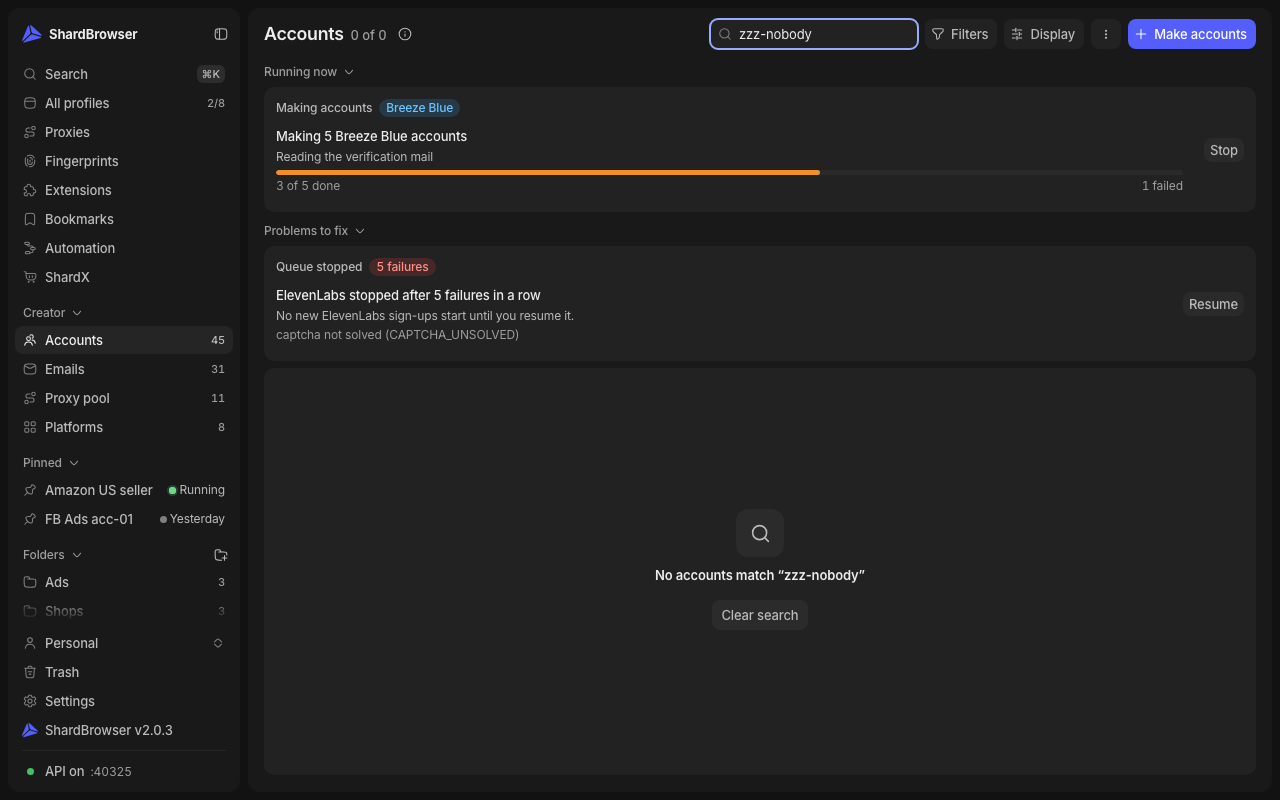 ShardBrowser
Search ⌘K
All profiles 2/8
Proxies
Fingerprints
Extensions
Bookmarks
Automation
ShardX
Creator
Accounts 45
Emails 31
Proxy pool 11
Platforms 8
Pinned
Amazon US seller Running
FB Ads acc-01 Yesterday
Folders
Ads 3
Shops 3
Personal
Trash
Settings
ShardBrowser v2.0.3
API on :40325
Accounts 0 of 0
zzz-nobody
Filters
Display
Make accounts
Running now
Making accounts Breeze Blue
Making 5 Breeze Blue accounts
Reading the verification mail
3 of 5 done 1 failed
Stop
Problems to fix
Queue stopped 5 failures
ElevenLabs stopped after 5 failures in a row
No new ElevenLabs sign-ups start until you resume it.
captcha not solved (CAPTCHA_UNSOLVED)
Resume
No accounts match “zzz-nobody”
Clear search